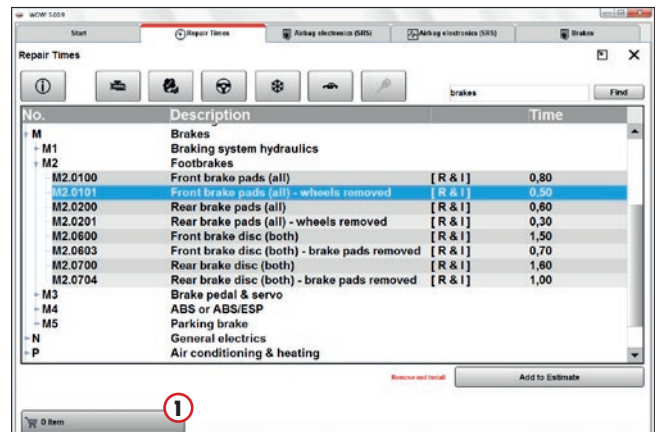 WOW! 5.00.9
Start Repair Times Airbag electronics (SRS) Airbag electronics (SRS) Brakes
Repair Times
brakes Find
No. Description Time
M Brakes
M1 Braking system hydraulics
M2 Footbrakes
M2.0100 Front brake pads (all) [ R & I ] 0,80
M2.0101 Front brake pads (all) - wheels removed [ R & I ] 0,50
M2.0200 Rear brake pads (all) [ R & I ] 0,60
M2.0201 Rear brake pads (all) - wheels removed [ R & I ] 0,30
M2.0600 Front brake disc (both) [ R & I ] 1,50
M2.0603 Front brake disc (both) - brake pads removed [ R & I ] 0,70
M2.0700 Rear brake disc (both) [ R & I ] 1,60
M2.0704 Rear brake disc (both) - brake pads removed [ R & I ] 1,00
M3 Brake pedal & servo
M4 ABS or ABS/ESP
M5 Parking brake
N General electrics
P Air conditioning & heating
Remove and Install Add to Estimate
1
0 Item